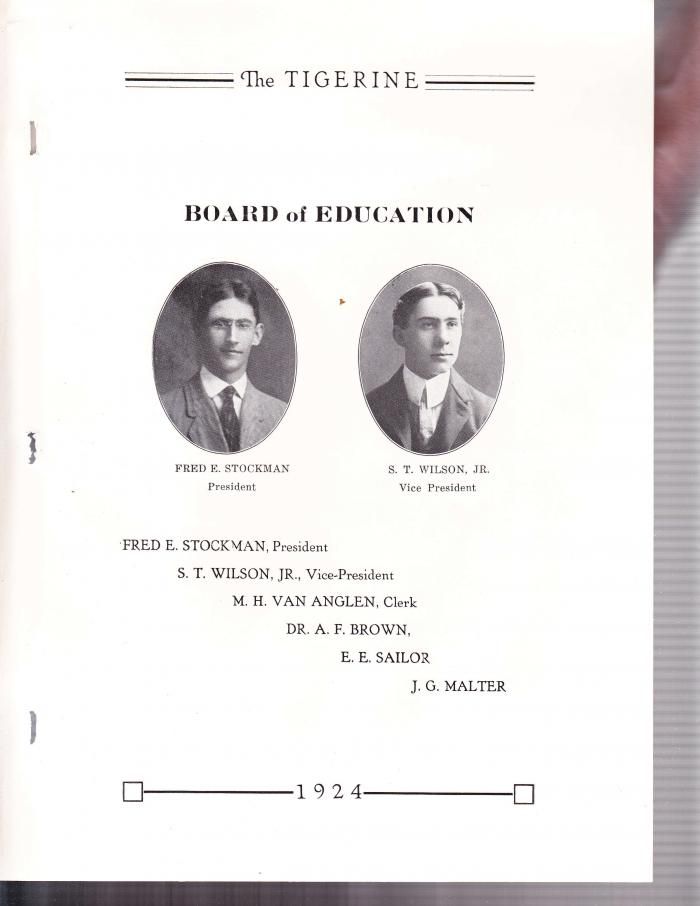 The TIGERINE
BOARD of EDUCATION
FRED E. STOCKMAN
President
S. T. WILSON, JR.
Vice President
FRED E. STOCKMAN, President
S. T. WILSON, JR., Vice-President
M. H. VAN ANGLEN, Clerk
DR. A. F. BROWN,
E. E. SAILOR
J. G. MALTER
1924